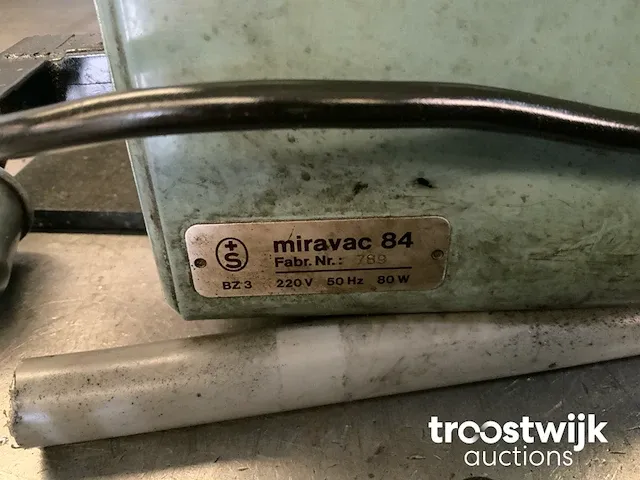 miravac 84
Fabr. Nr.: 789
BZ 3 220 V 50 Hz 80 W
+S
troostwijk
auctions